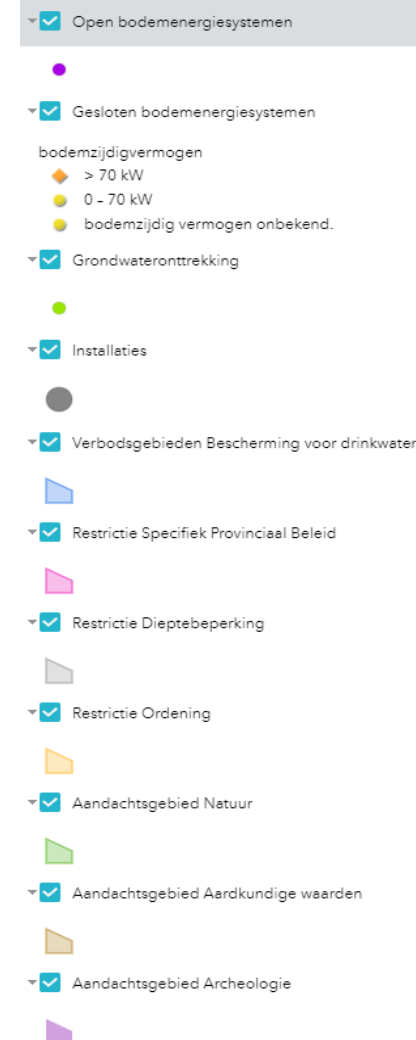 Open bodemenergiesystemen
Gesloten bodemenergiesystemen
bodemzijdigvermogen
> 70 kW
0 - 70 kW
bodemzijdig vermogen onbekend.
Grondwateronttrekking
Installaties
Verbodsgebieden Bescherming voor drinkwater
Restrictie Specifiek Provinciaal Beleid
Restrictie Dieptebeperking
Restrictie Ordening
Aandachtsgebied Natuur
Aandachtsgebied Aardkundige waarden
Aandachtsgebied Archeologie